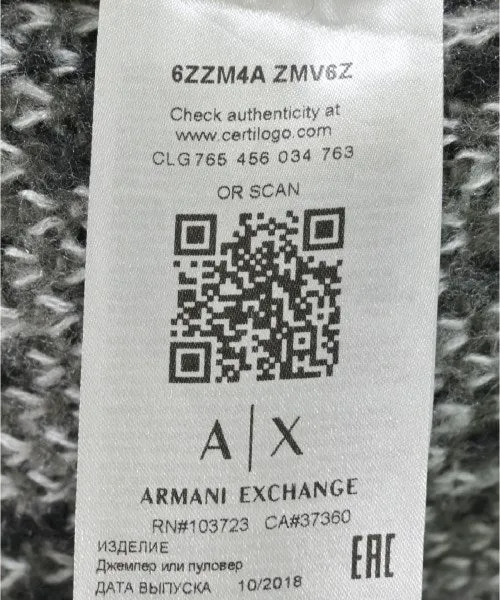 6ZZM4A ZMV6Z
Check authenticity at
www.certilogo.com
CLG 765 456 034 763
OR SCAN
A|X
ARMANI EXCHANGE
RN#103723 CA#37360
ИЗДЕЛИЕ
Джемпер или пуловер
ДАТА ВЫПУСКА 10/2018
EAC